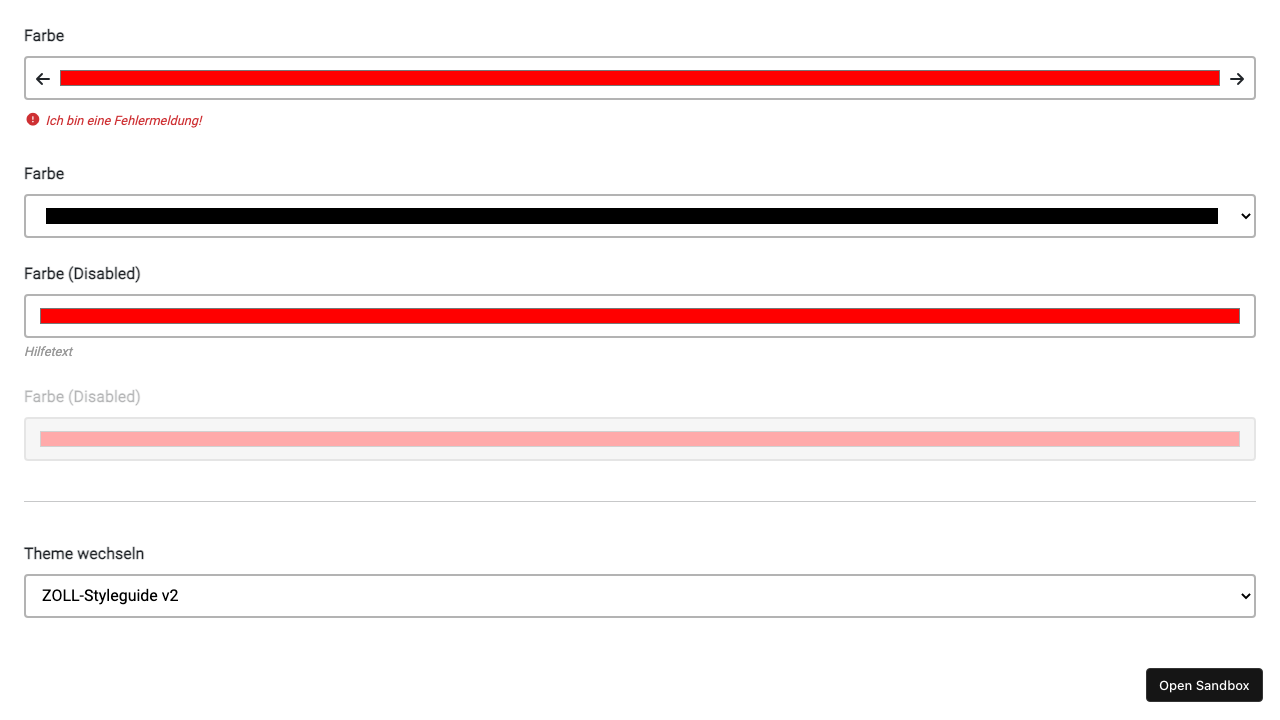 Farbe
Ich bin eine Fehlermeldung!
Farbe
Farbe (Disabled)
Hilfetext
Farbe (Disabled)
Theme wechseln
ZOLL-Styleguide v2
Open Sandbox